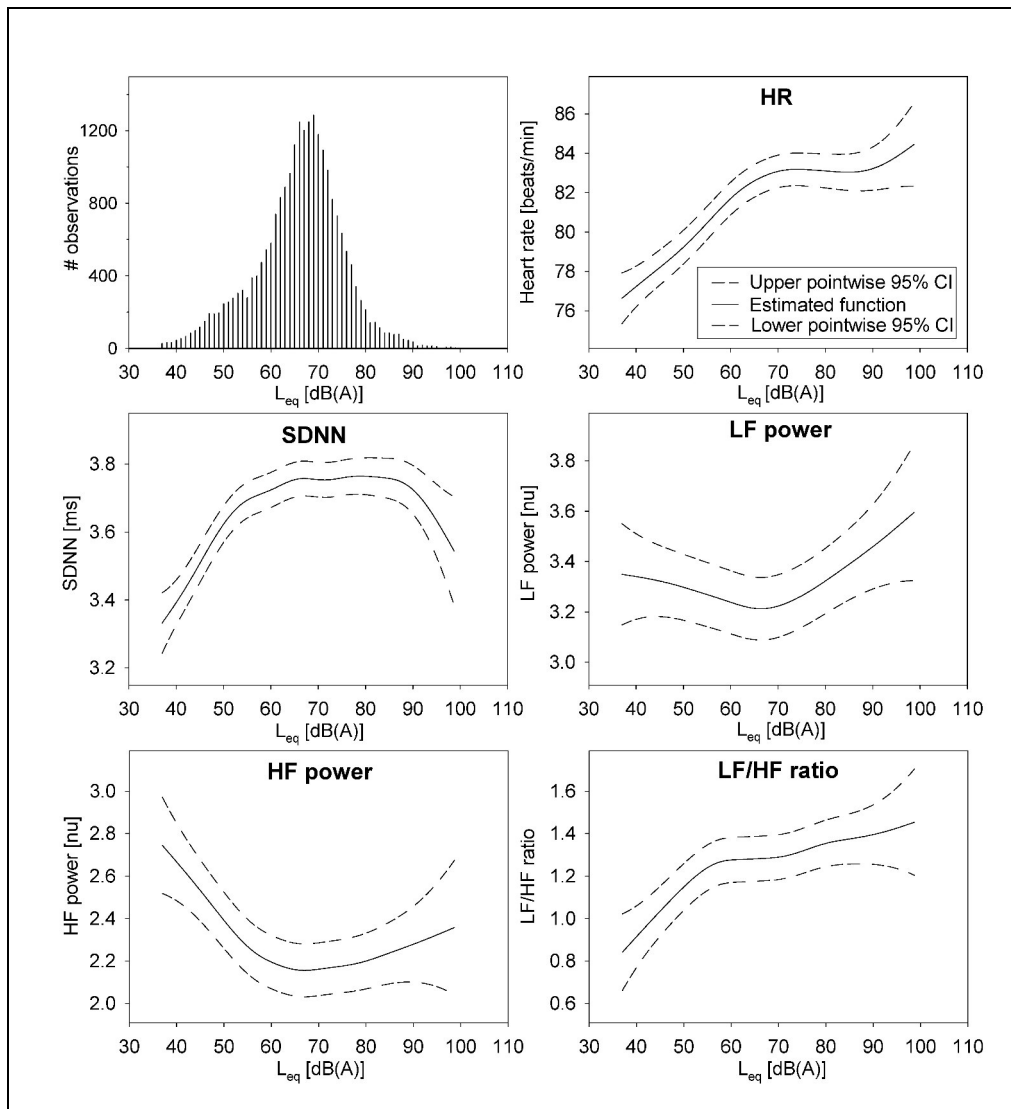 # observations
1200
800
400
0
30 40 50 60 70 80 90 100 110
Leq [dB(A)]
HR
Heart rate [beats/min]
86
84
82
80
78
76
Upper pointwise 95% CI
Estimated function
Lower pointwise 95% CI
30 40 50 60 70 80 90 100 110
Leq [dB(A)]
SDNN
SDNN [ms]
3.8
3.6
3.4
3.2
30 40 50 60 70 80 90 100 110
Leq [dB(A)]
LF power
LF power [nu]
3.8
3.6
3.4
3.2
3.0
30 40 50 60 70 80 90 100 110
Leq [dB(A)]
HF power
HF power [nu]
3.0
2.8
2.6
2.4
2.2
2.0
30 40 50 60 70 80 90 100 110
Leq [dB(A)]
LF/HF ratio
LF/HF ratio
1.6
1.4
1.2
1.0
0.8
0.6
30 40 50 60 70 80 90 100 110
Leq [dB(A)]